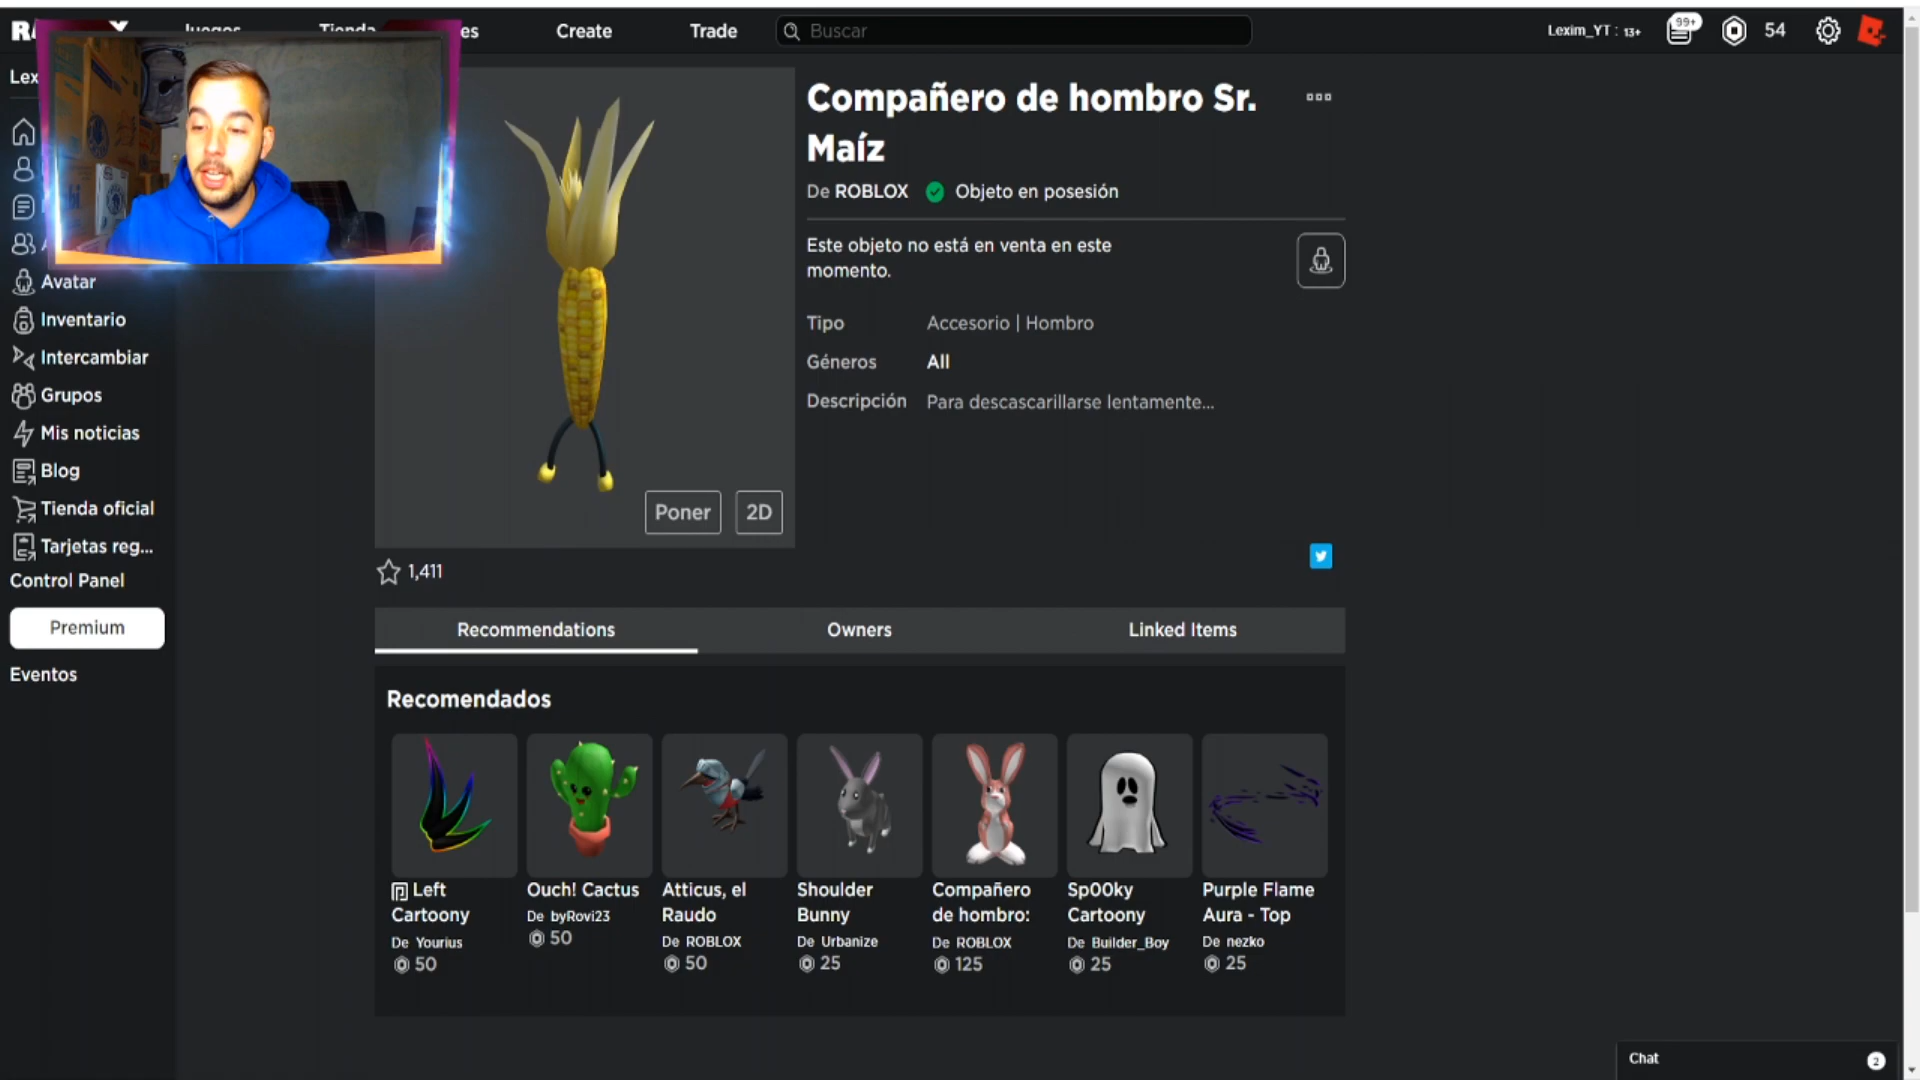 Tienda
es
Create
Trade
Buscar
Lexim_YT : 13+
99+
54
Lex
Avatar
Inventario
Intercambiar
Grupos
Mis noticias
Blog
Tienda oficial
Tarjetas reg...
Control Panel
Premium
Eventos
Compañero de hombro Sr.
Maíz
De ROBLOX
Objeto en posesión
Este objeto no está en venta en este
momento.
Tipo
Accesorio | Hombro
Géneros
All
Descripción
Para descascarillarse lentamente...
Poner
2D
1,411
Recommendations
Owners
Linked Items
Recomendados
Left
Cartoony
De Yourius
50
Ouch! Cactus
De byRovi23
50
Atticus, el
Raudo
De ROBLOX
50
Shoulder
Bunny
De Urbanize
25
Compañero
de hombro:
De ROBLOX
125
Sp00ky
Cartoony
De Builder_Boy
25
Purple Flame
Aura - Top
De nezko
25
Chat
2